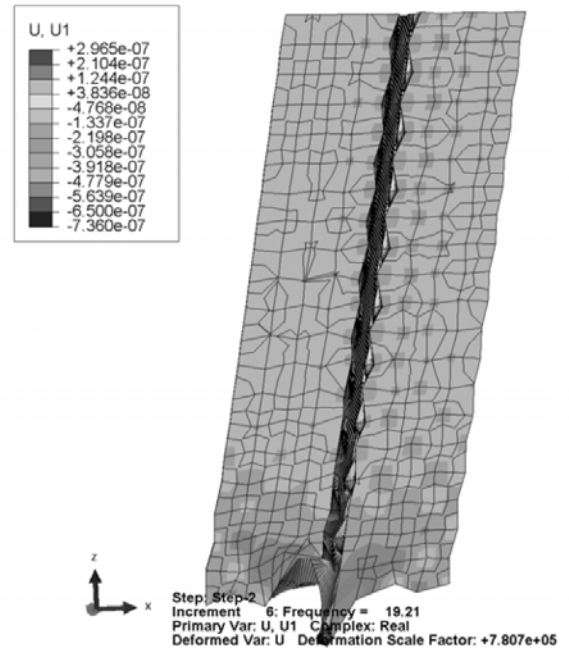 U, U1
+2.965e-07
+2.104e-07
+1.244e-07
+3.836e-08
-4.768e-08
-1.337e-07
-2.198e-07
-3.058e-07
-3.918e-07
-4.779e-07
-5.639e-07
-6.500e-07
-7.360e-07
z
x
Step: Step-2
Increment 6: Frequency = 19.21
Primary Var: U, U1 Complex: Real
Deformed Var: U Deformation Scale Factor: +7.807e+05